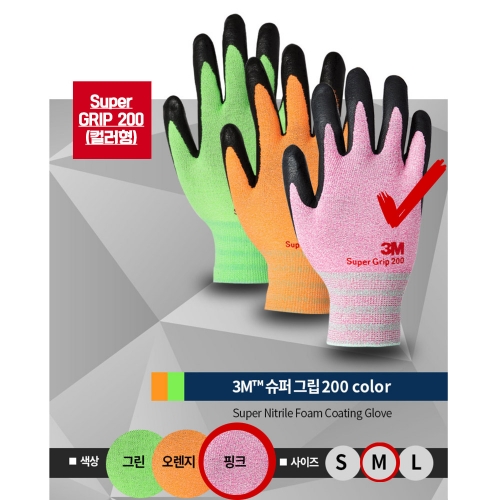 Super
GRIP 200
(컬러형)
Super
3M
Super Grip 200
3M™ 슈퍼 그립 200 color
Super Nitrile Foam Coating Glove
■ 색상 그린 오렌지 핑크 ■ 사이즈 S M L